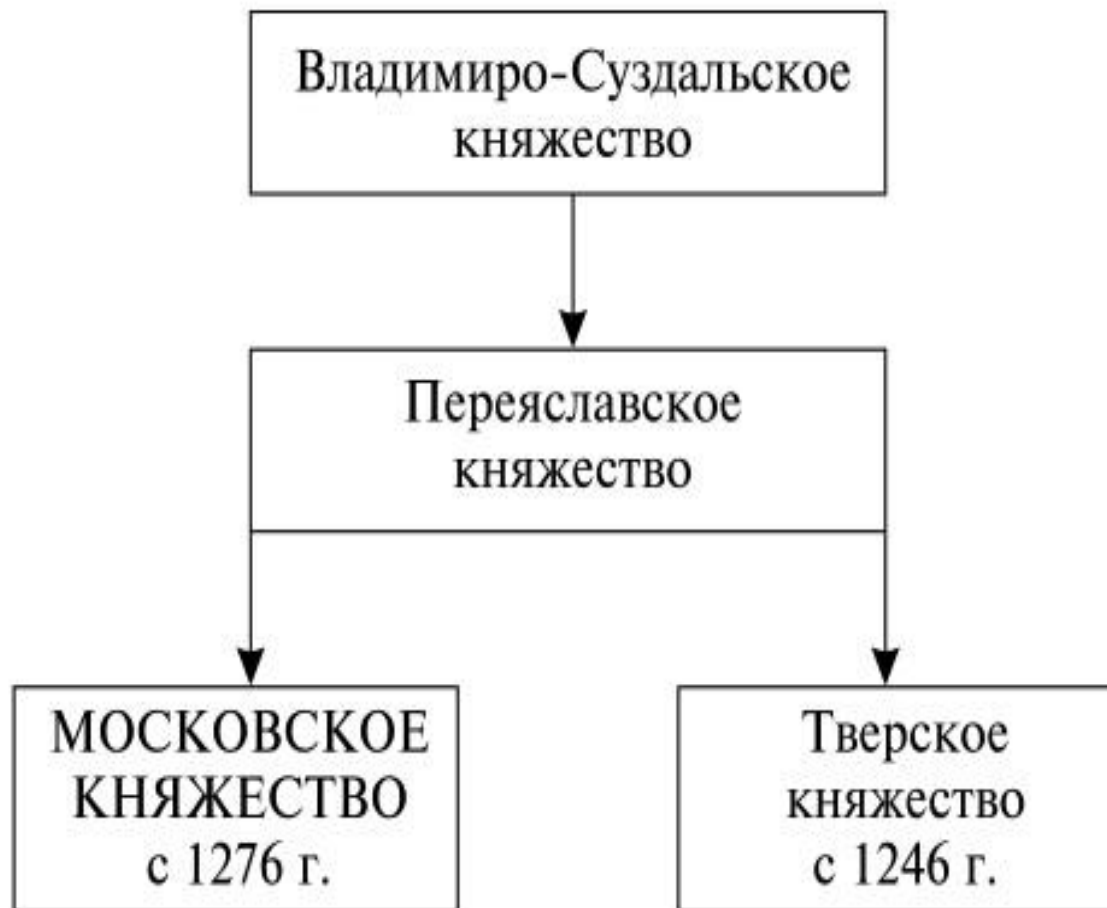 Владимиро-Суздальское
княжество
Переяславское
княжество
МОСКОВСКОЕ
КНЯЖЕСТВО
с 1276 г.
Тверское
княжество
с 1246 г.